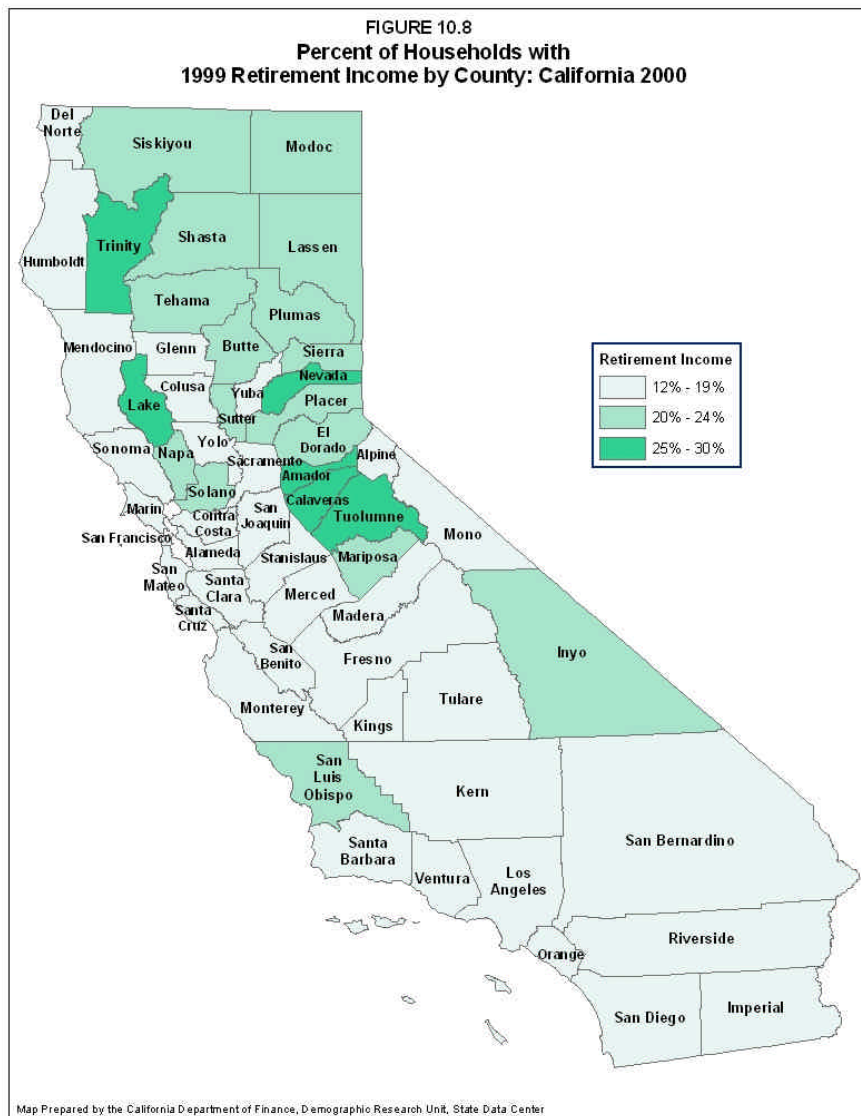 FIGURE 10.8
Percent of Households with
1999 Retirement Income by County: California 2000
Del
Norte
Siskiyou
Modoc
Trinity
Shasta
Lassen
Humboldt
Tehama
Plumas
Mendocino
Glenn
Butte
Sierra
Retirement Income
12% - 19%
20% - 24%
25% - 30%
Nevada
Colusa
Yuba
Placer
Lake
Sutter
El
Dorado
Sonoma
Napa
Yolo
Alpine
Sacramento
Amador
Solano
Calaveras
Marin
Contra
Costa
San
Joaquin
Tuolumne
Mono
San Francisco
Alameda
Stanislaus
Mariposa
San
Mateo
Santa
Clara
Merced
Santa
Cruz
Madera
San
Benito
Fresno
Inyo
Monterey
Kings
Tulare
San
Luis
Obispo
Kern
Santa
Barbara
San Bernardino
Ventura
Los
Angeles
Orange
Riverside
San Diego
Imperial
Map Prepared by the California Department of Finance, Demographic Research Unit, State Data Center